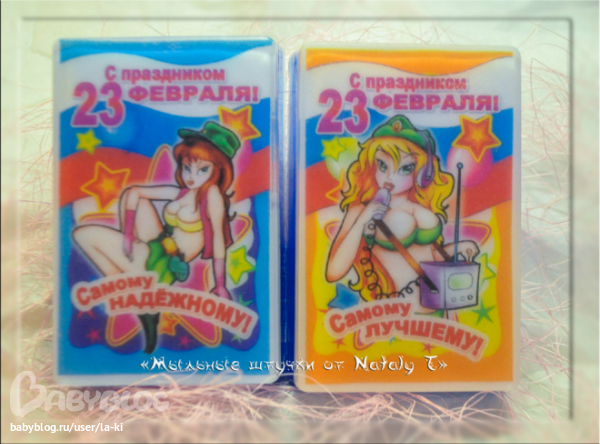 С праздником
23 ФЕВРАЛЯ!
Самому
НАДЁЖНОМУ!
С праздником
23 ФЕВРАЛЯ!
Самому
ЛУЧШЕМУ!
«Мыльные штучки от Nataly T»
BABYBLOG
babyblog.ru/user/la-ki